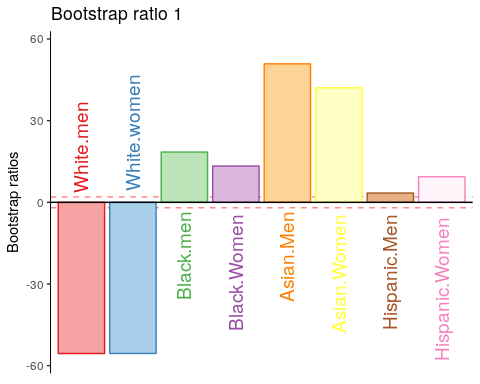 Bootstrap ratio 1
Bootstrap ratios
60
30
0
-30
-60
White.men
White.women
Black.men
Black.Women
Asian.Men
Asian.Women
Hispanic.Men
Hispanic.Women